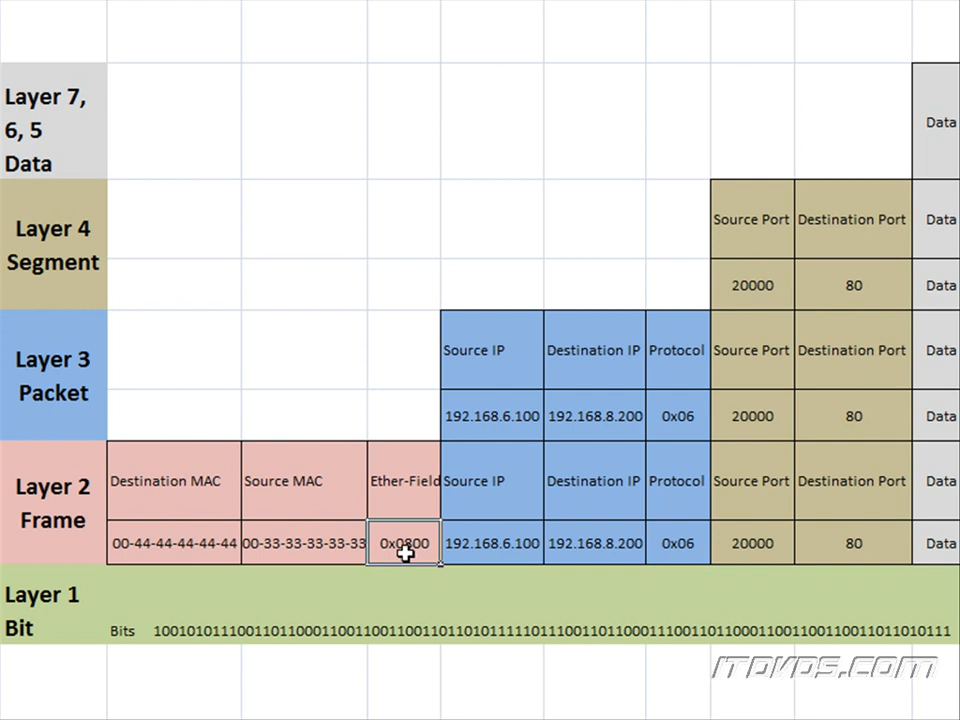 Layer 7,
6, 5
Data
Data
Layer 4
Segment
Source Port Destination Port Data
20000 80 Data
Layer 3
Packet
Source IP Destination IP Protocol Source Port Destination Port Data
192.168.6.100 192.168.8.200 0x06 20000 80 Data
Layer 2
Frame
Destination MAC Source MAC Ether-Field Source IP Destination IP Protocol Source Port Destination Port Data
00-44-44-44-44-44 00-33-33-33-33-33 0x0800 192.168.6.100 192.168.8.200 0x06 20000 80 Data
Layer 1
Bit
Bits
ITDVDS.COM